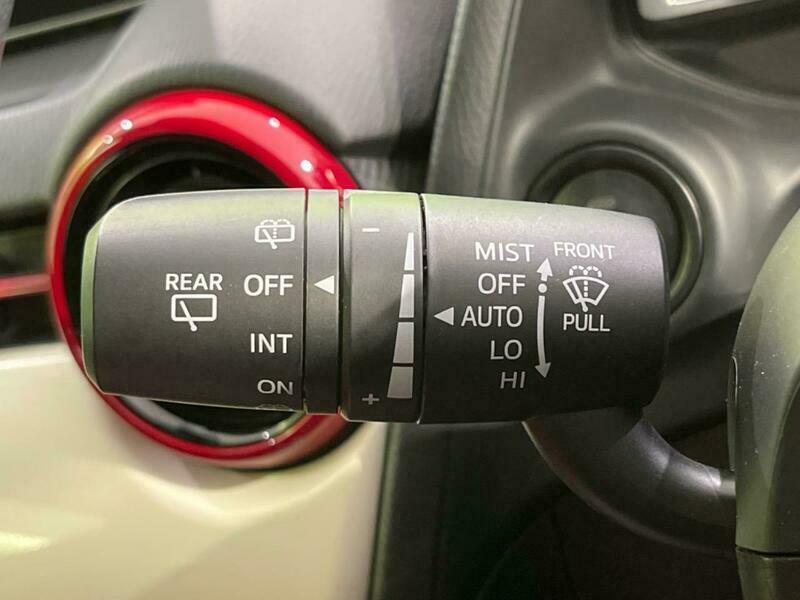 REAR
OFF
INT
ON
−
+
MIST
OFF
AUTO
LO
HI
FRONT
PULL